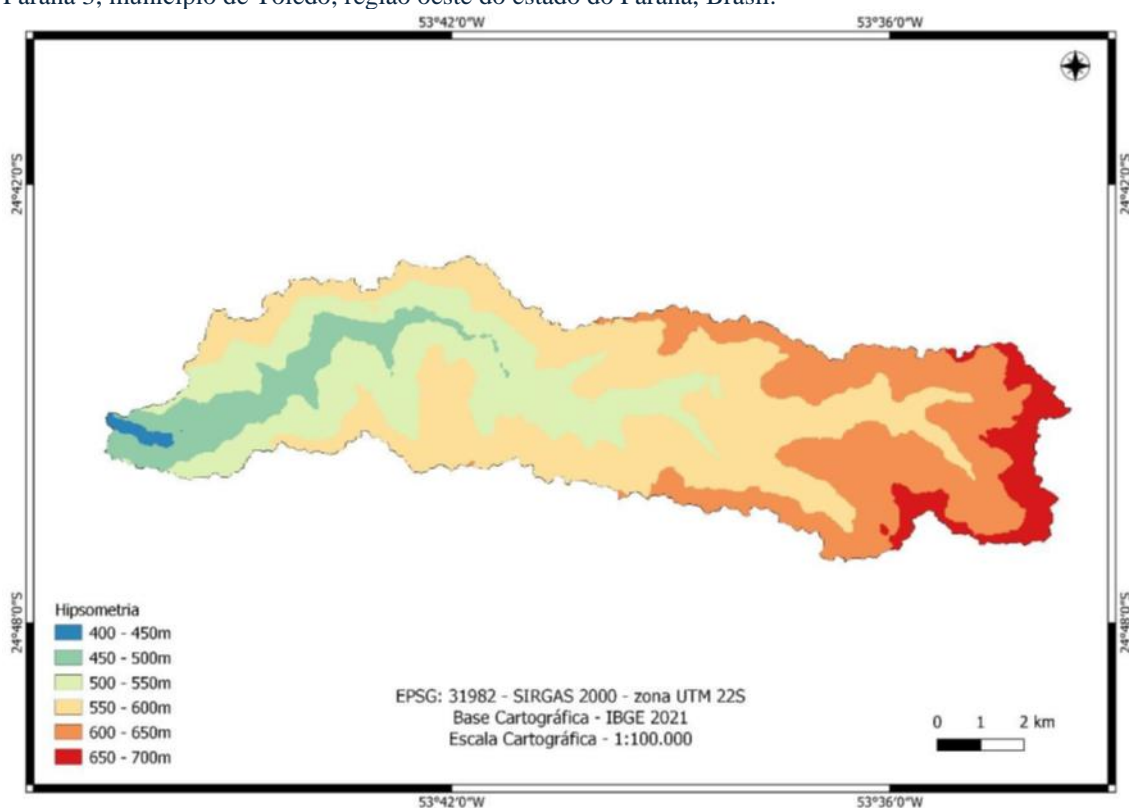 Paraná 3, município de Toledo, região oeste do estado do Paraná, Brasil.
53°42'0"W 53°36'0"W
24°42'0"S 24°42'0"S
24°48'0"S 24°48'0"S
Hipsometria
400 - 450m
450 - 500m
500 - 550m
550 - 600m
600 - 650m
650 - 700m
EPSG: 31982 - SIRGAS 2000 - zona UTM 22S
Base Cartográfica - IBGE 2021
Escala Cartográfica - 1:100.000
0 1 2 km
53°42'0"W 53°36'0"W